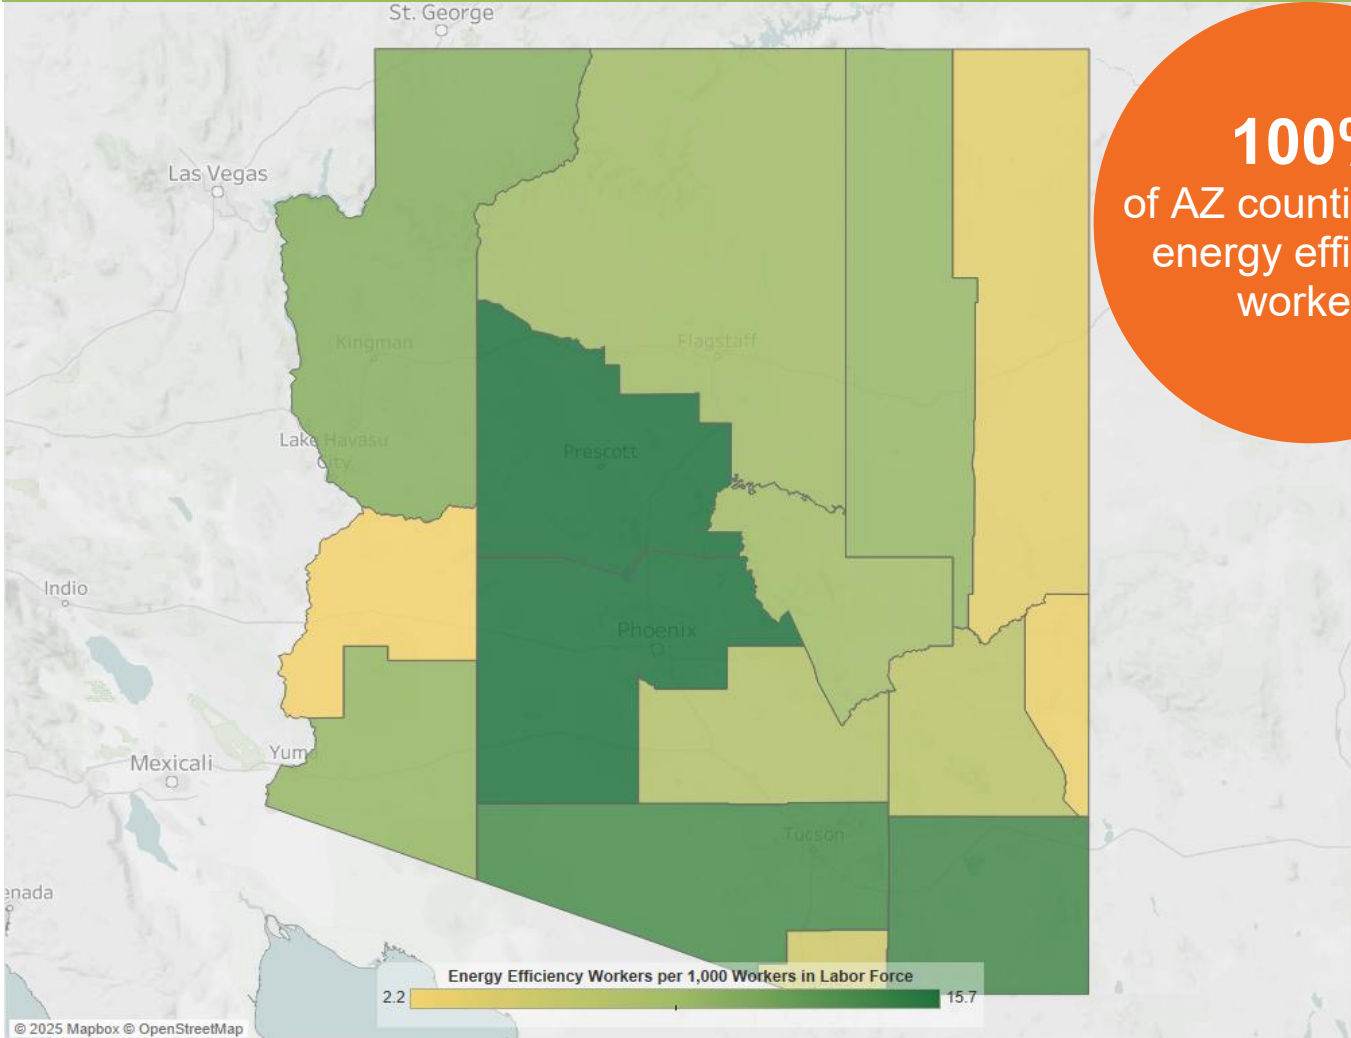 St. George
Las Vegas
100%
of AZ counti
energy effi
worke
Kingman
Flagstaff
Lake Havasu
City
Prescott
Indio
Phoenix
Yum
Mexicali
Tucson
enada
Energy Efficiency Workers per 1,000 Workers in Labor Force
2.2
15.7
© 2025 Mapbox © OpenStreetMap